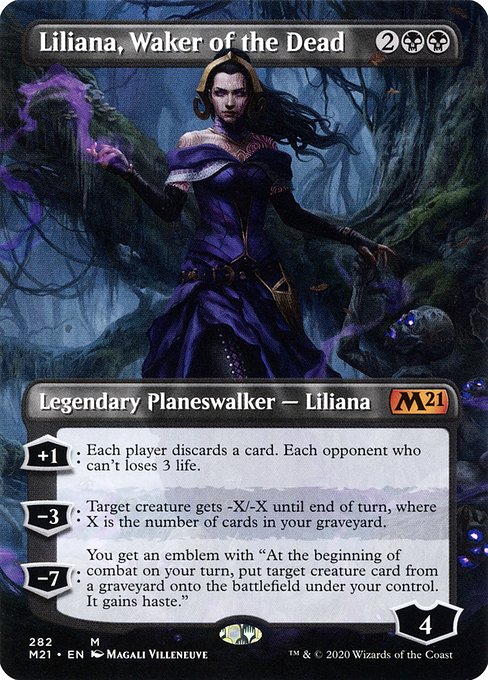 Liliana, Waker of the Dead 2
Legendary Planeswalker — Liliana M21
+1: Each player discards a card. Each opponent who
can't loses 3 life.
-3: Target creature gets -X/-X until end of turn, where
X is the number of cards in your graveyard.
-7: You get an emblem with “At the beginning of
combat on your turn, put target creature card from
a graveyard onto the battlefield under your control.
It gains haste.”
4
282 M
M21 • EN MAGALI VILLENEUVE ™ & © 2020 Wizards of the Coast